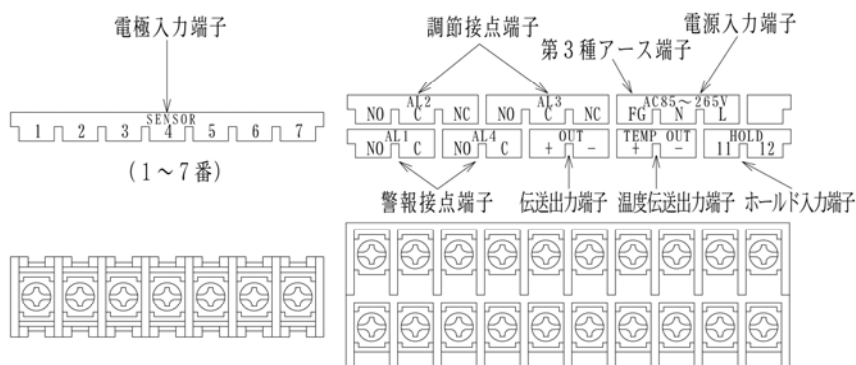 電極入力端子
SENSOR
1 2 3 4 5 6 7
(1～7番)
調節接点端子
第3種アース端子
電源入力端子
AL2
NO C NC
AL3
NO C NC
AC85～265V
FG N L
AL1
NO C
AL4
NO C
OUT
+ -
TEMP OUT
+ -
HOLD
11 12
警報接点端子
伝送出力端子
温度伝送出力端子
ホールド入力端子